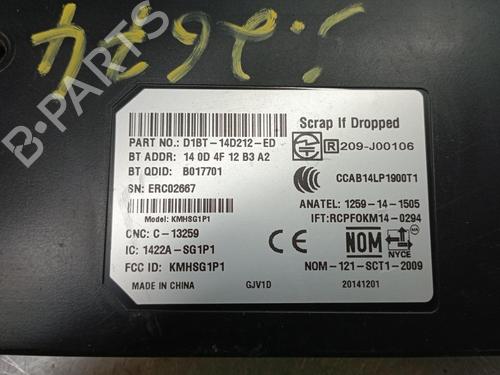 B-PARTS
Scrap If Dropped
PART NO.: D1BT-14D212-ED
R 209-J00106
BT ADDR: 14 0D 4F 12 B3 A2
BT QDID: B017701
CCAB14LP1900T1
SN: ERC02667
ANATEL: 1259-14-1505
Model: KMHSG1P1
IFT:RCPFOKM14-0294
CNC: C-13259
IC: 1422A-SG1P1
CE
NOM
NYCE
FCC ID: KMHSG1P1
NOM-121-SCT1-2009
MADE IN CHINA
GJV1D
20141201